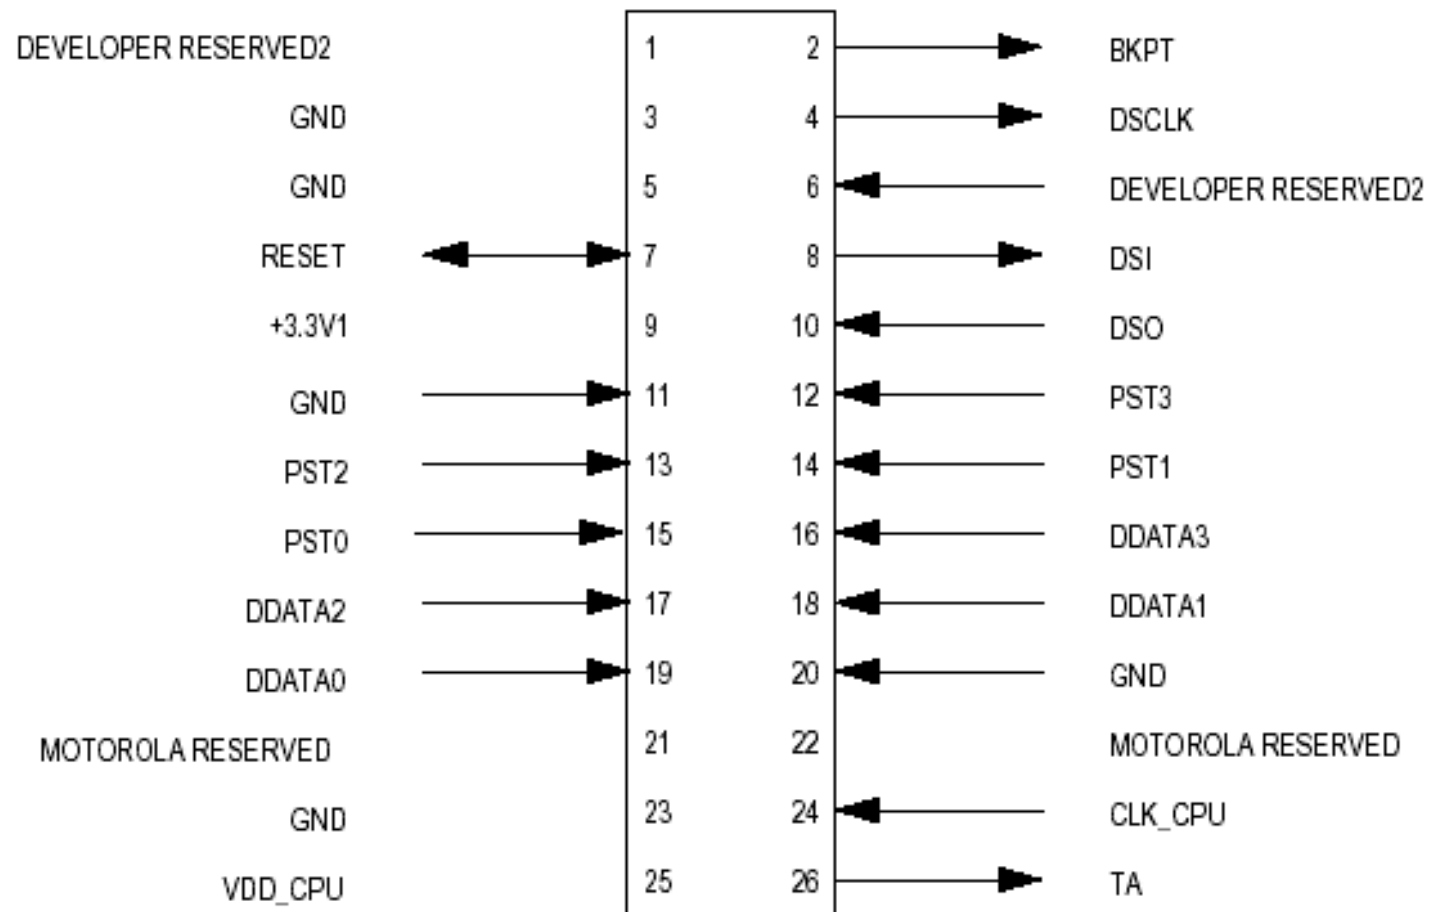 DEVELOPER RESERVED2 1 2 BKPT
GND 3 4 DSCLK
GND 5 6 DEVELOPER RESERVED2
RESET 7 8 DSI
+3.3V1 9 10 DSO
GND 11 12 PST3
PST2 13 14 PST1
PST0 15 16 DDATA3
DDATA2 17 18 DDATA1
DDATA0 19 20 GND
MOTOROLA RESERVED 21 22 MOTOROLA RESERVED
GND 23 24 CLK_CPU
VDD_CPU 25 26 TA